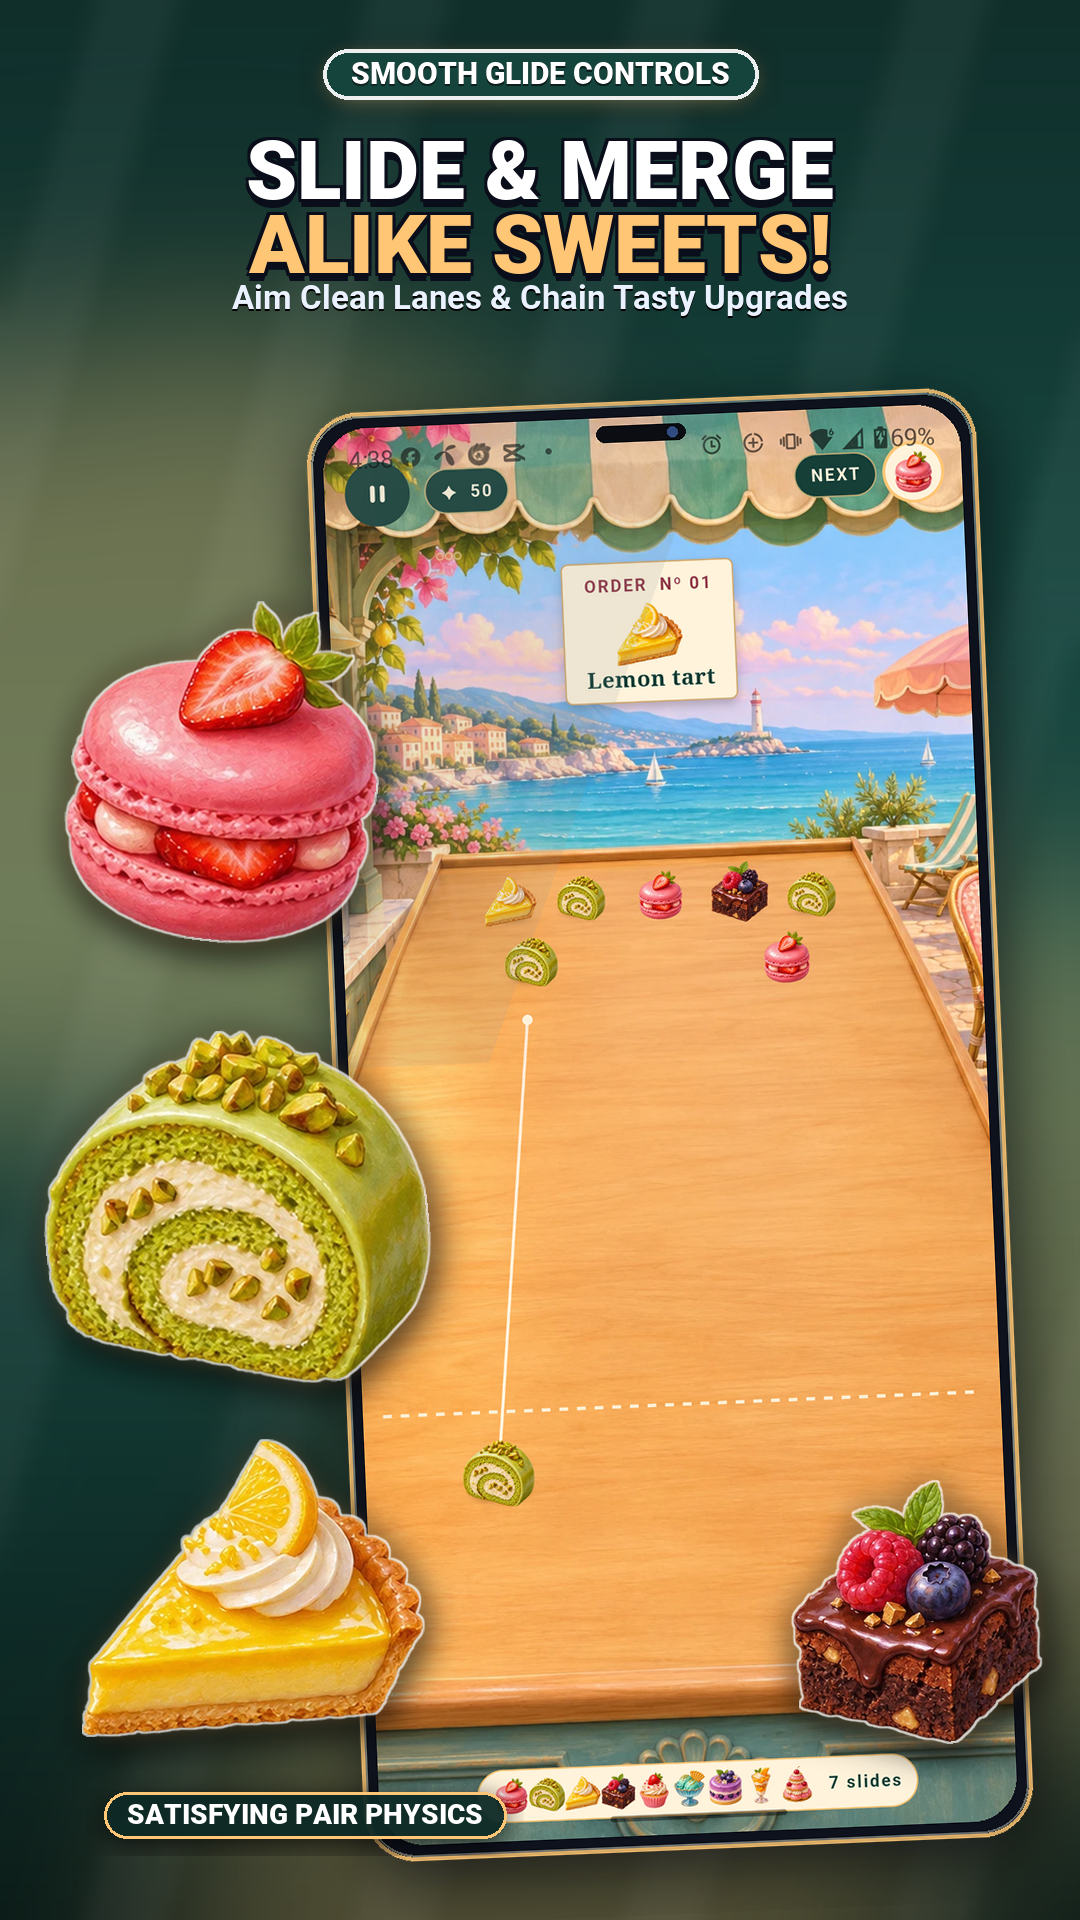 SMOOTH GLIDE CONTROLS
SLIDE & MERGE
ALIKE SWEETS!
Aim Clean Lanes & Chain Tasty Upgrades
4:38
69%
50
NEXT
ORDER Nº 01
Lemon tart
7 slides
SATISFYING PAIR PHYSICS